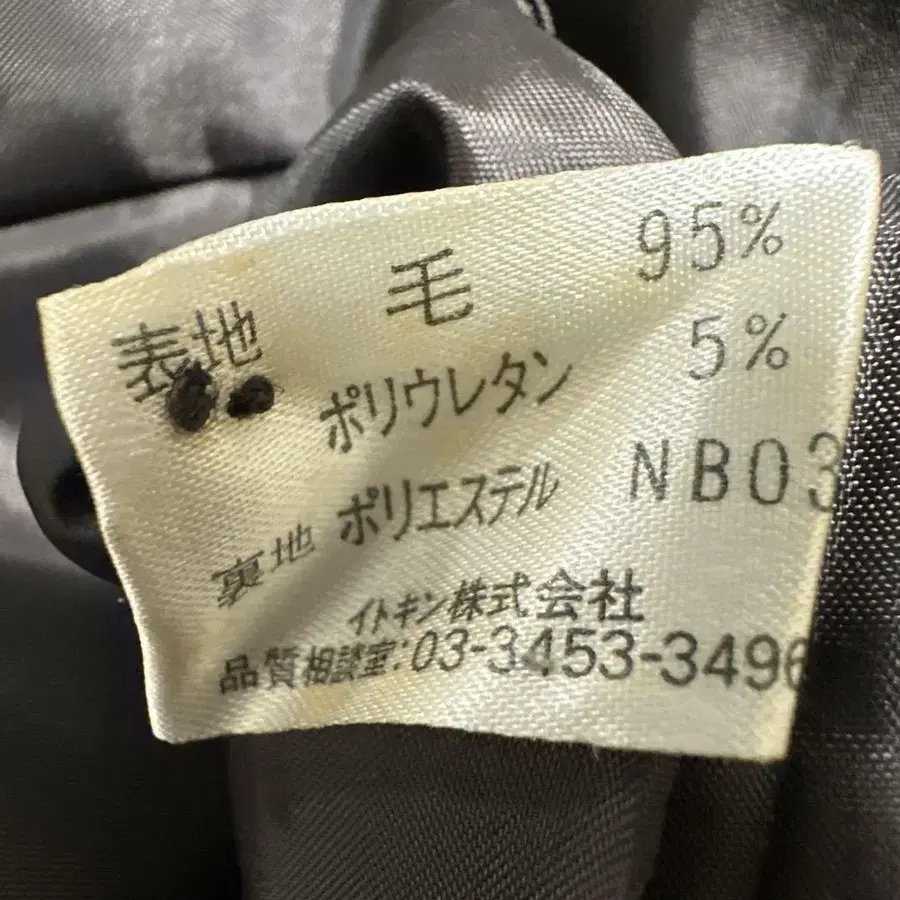 表地 毛 95%
ポリウレタン 5%
裏地 ポリエステル NB03
イトキン株式会社
品質相談室:03-3453-3496